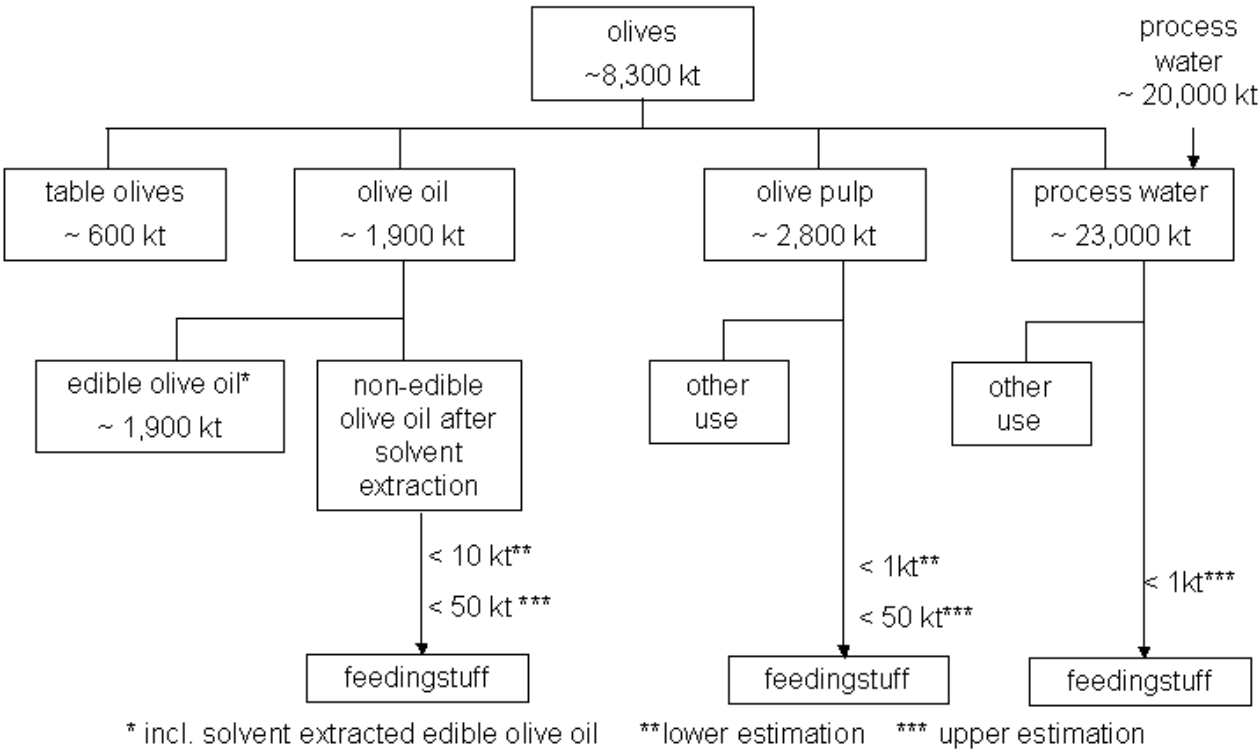 olives
~8,300 kt
process
water
~ 20,000 kt
table olives
~ 600 kt
olive oil
~ 1,900 kt
olive pulp
~ 2,800 kt
process water
~ 23,000 kt
edible olive oil*
~ 1,900 kt
non-edible
olive oil after
solvent
extraction
other
use
other
use
< 10 kt**
< 50 kt ***
< 1kt**
< 50 kt***
< 1kt***
feedingstuff
feedingstuff
feedingstuff
* incl. solvent extracted edible olive oil **lower estimation *** upper estimation